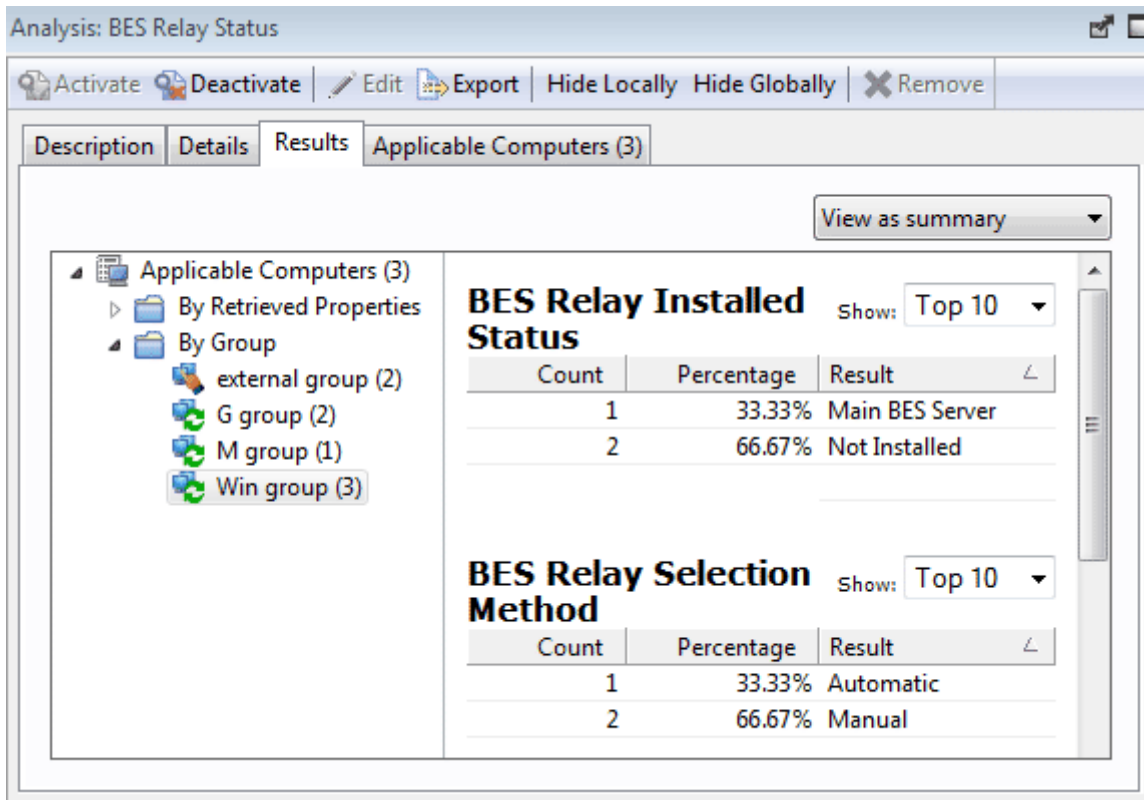 Analysis: BES Relay Status
Activate Deactivate Edit Export Hide Locally Hide Globally Remove
Description Details Results Applicable Computers (3)
View as summary
Applicable Computers (3)
By Retrieved Properties
By Group
external group (2)
G group (2)
M group (1)
Win group (3)
BES Relay Installed
Status
Show: Top 10
Count Percentage Result
1 33.33% Main BES Server
2 66.67% Not Installed
BES Relay Selection
Method
Show: Top 10
Count Percentage Result
1 33.33% Automatic
2 66.67% Manual